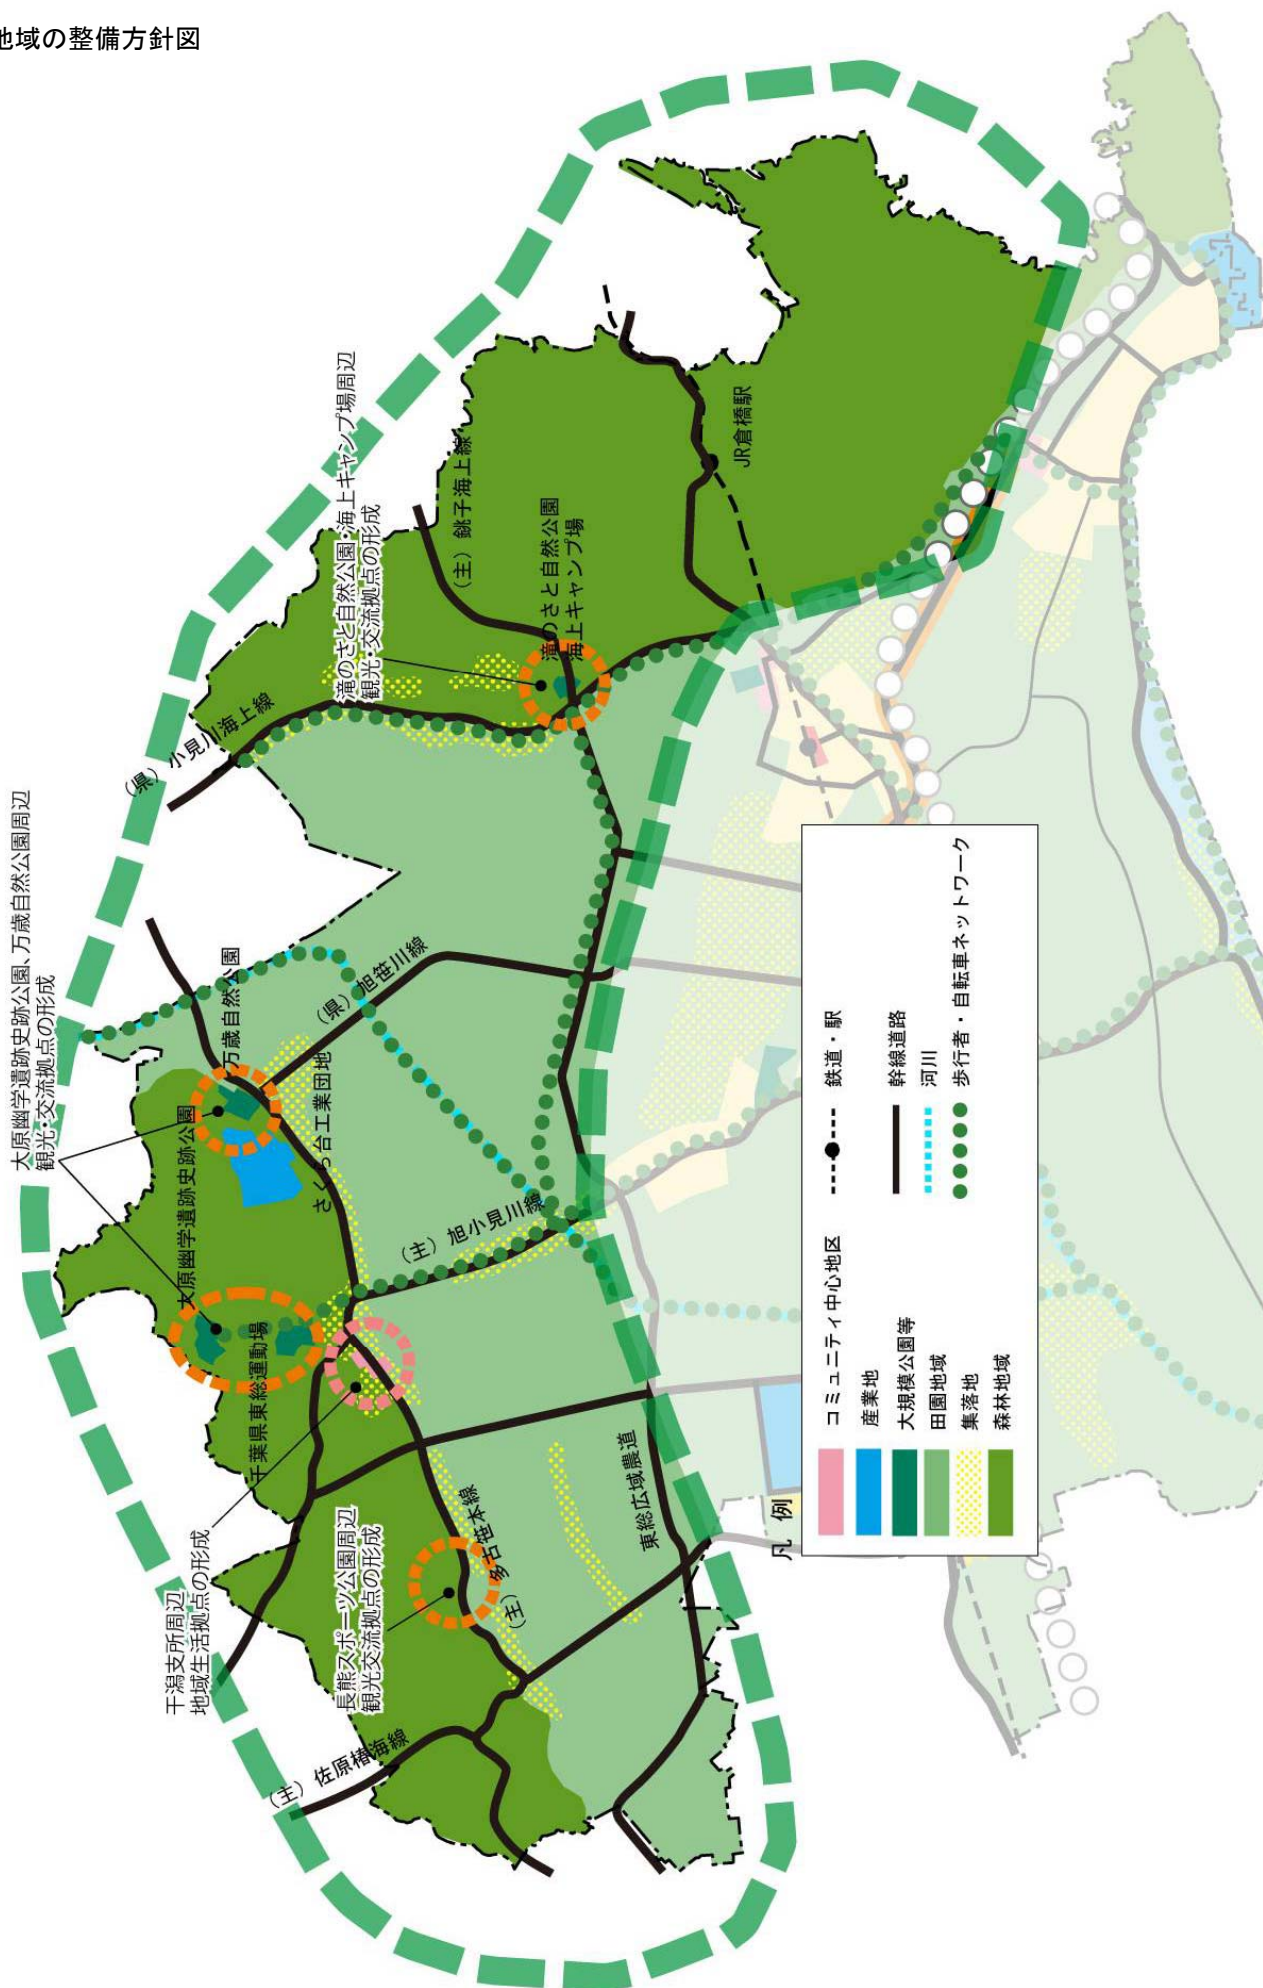 地域の整備方針図
大原幽学遺跡史跡公園、万歳自然公園周辺
観光・交流拠点の形成
滝のさと自然公園・海上キャンプ場周辺
観光・交流拠点の形成
干潟支所周辺
地域生活拠点の形成
長熊スポーツ公園周辺
観光交流拠点の形成
（主）佐原椿海線
（主）多古笹本線
東総広域農道
千葉県東総運動場
大原幽学遺跡史跡公園
さくら台工業団地
万歳自然公園
（主）旭小見川線
（県）旭笹川線
（県）小見川海上線
（主）銚子海上線
滝のさと自然公園
海上キャンプ場
JR倉橋駅
凡 例
コミュニティ中心地区
産業地
大規模公園等
田園地域
集落地
森林地域
鉄道・駅
幹線道路
河川
歩行者・自転車ネットワーク